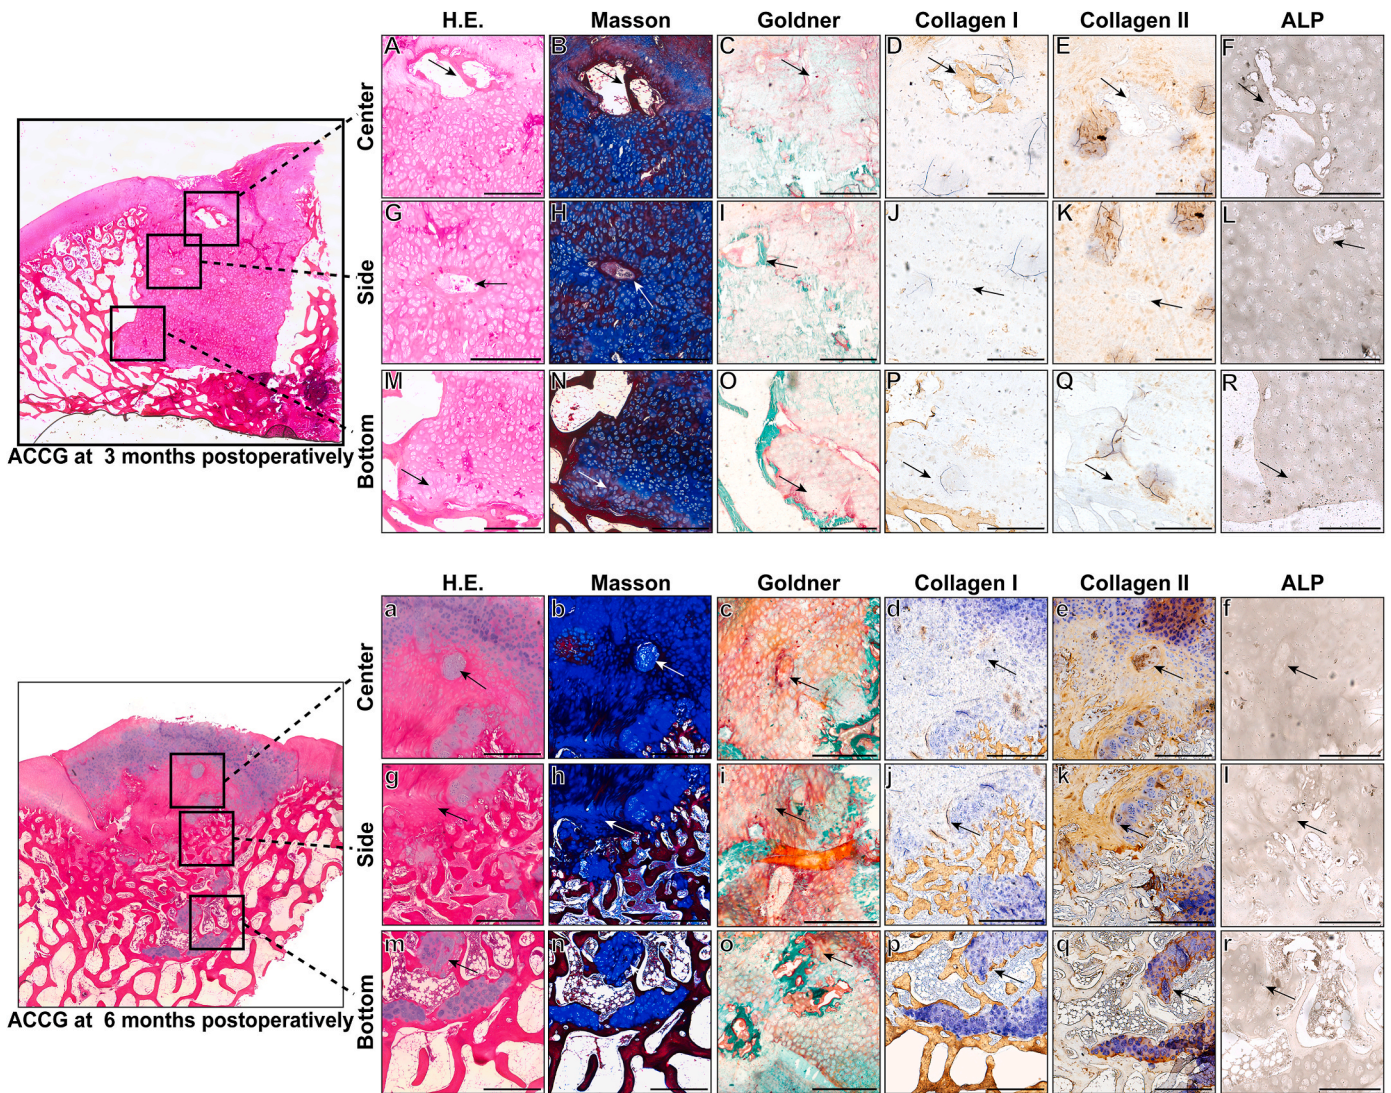 H.E. Masson Goldner Collagen I Collagen II ALP
Center
A B C D E F
Side
G H I J K L
Bottom
M N O P Q R
ACCG at 3 months postoperatively
H.E. Masson Goldner Collagen I Collagen II ALP
Center
a b c d e f
Side
g h i j k l
Bottom
m n o p q r
ACCG at 6 months postoperatively